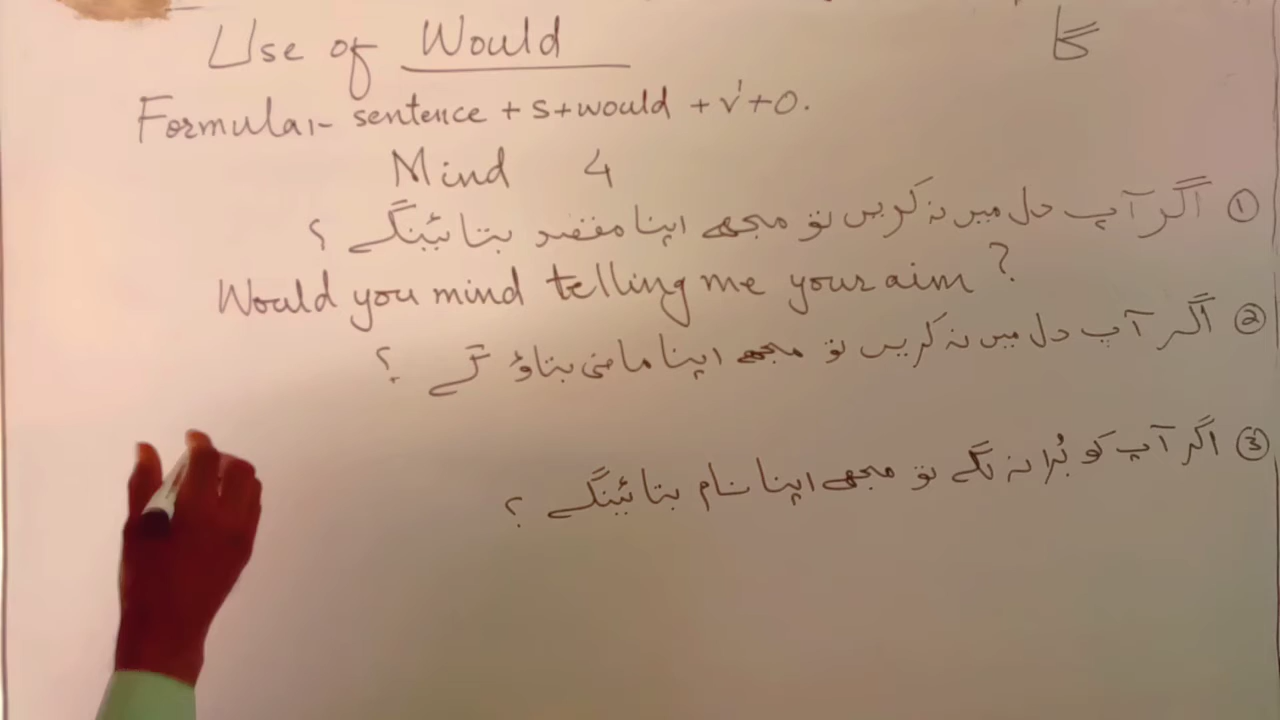 Use of Would گا
Formula:- sentence + s+would + v¹+o.
Mind 4
① اگر آپ دل میں نہ کریں تو مجھے اپنا مقصد بتائینگے ؟
Would you mind telling me your aim ?
② اگر آپ دل میں نہ کریں تو مجھے اپنا ماضی بتاؤ گے ؟
③ اگر آپ کو بُرا نہ لگے تو مجھے اپنا نام بتائینگے ؟